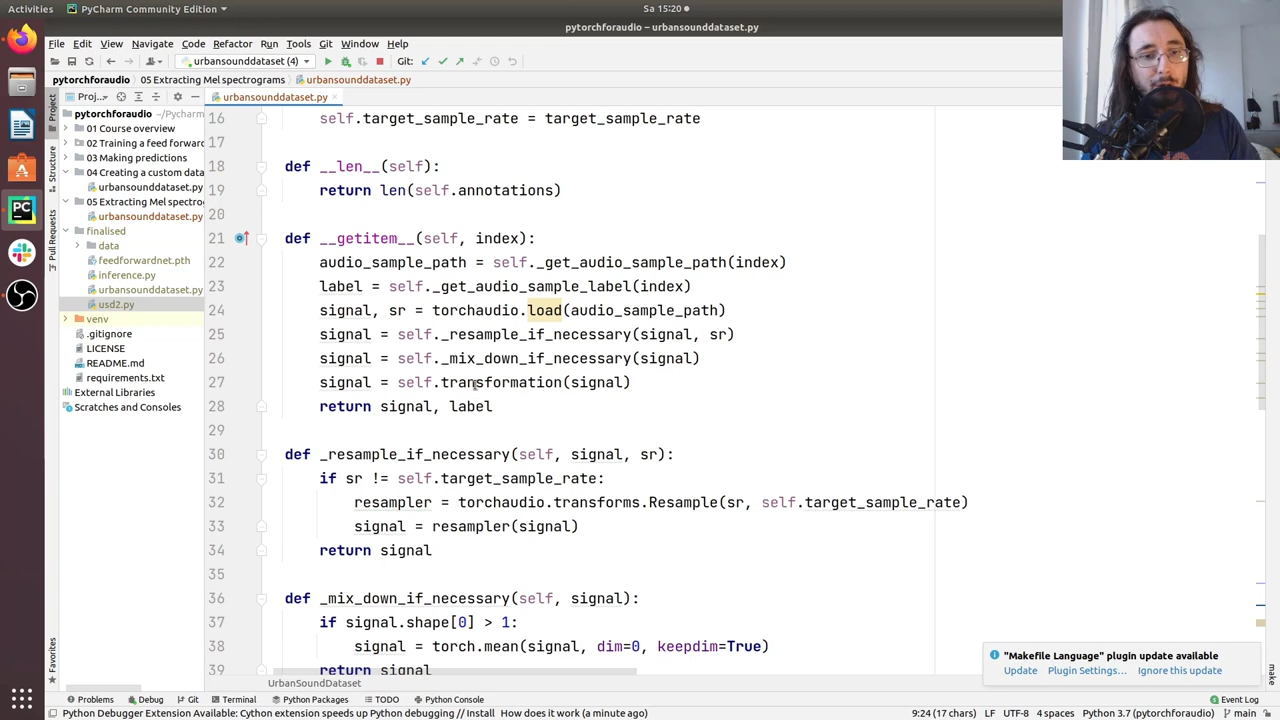 Activities
PyCharm Community Edition
Sa 15:20
pytorchforaudio – urbansounddataset.py
File Edit View Navigate Code Refactor Run Tools Git Window Help
urbansounddataset (4)
Git:
pytorchforaudio
05 Extracting Mel spectrograms
urbansounddataset.py
Proj...
urbansounddataset.py
Project
Structure
Pull Requests
Favorites
pytorchforaudio ~/Pycharm
01 Course overview
02 Training a feed forward
03 Making predictions
04 Creating a custom data
urbansounddataset.py
05 Extracting Mel spectrog
urbansounddataset.py
finalised
data
feedforwardnet.pth
inference.py
urbansounddataset.py
usd2.py
venv
.gitignore
LICENSE
README.md
requirements.txt
External Libraries
Scratches and Consoles
16 self.target_sample_rate = target_sample_rate
17
18 def __len__(self):
19 return len(self.annotations)
20
21 def __getitem__(self, index):
22 audio_sample_path = self._get_audio_sample_path(index)
23 label = self._get_audio_sample_label(index)
24 signal, sr = torchaudio.load(audio_sample_path)
25 signal = self._resample_if_necessary(signal, sr)
26 signal = self._mix_down_if_necessary(signal)
27 signal = self.transformation(signal)
28 return signal, label
29
30 def _resample_if_necessary(self, signal, sr):
31 if sr != self.target_sample_rate:
32 resampler = torchaudio.transforms.Resample(sr, self.target_sample_rate)
33 signal = resampler(signal)
34 return signal
35
36 def _mix_down_if_necessary(self, signal):
37 if signal.shape[0] > 1:
38 signal = torch.mean(signal, dim=0, keepdim=True)
39 return signal
UrbanSoundDataset
"Makefile Language" plugin update available
Update Plugin Settings... Ignore this update
make
Problems Debug Git Terminal Python Packages TODO Python Console
Event Log
Python Debugger Extension Available: Cython extension speeds up Python debugging // Install How does it work (a minute ago)
9:24 (17 chars) LF UTF-8 4 spaces Python 3.7 (pytorchforaudio) main